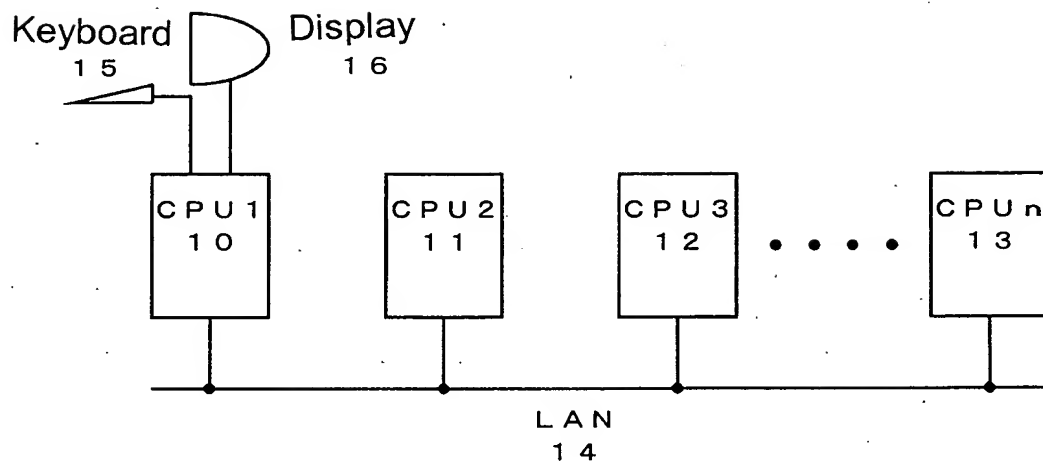 Keyboard
15
Display
16
CPU1
10
CPU2
11
CPU3
12
CPUn
13
LAN
14